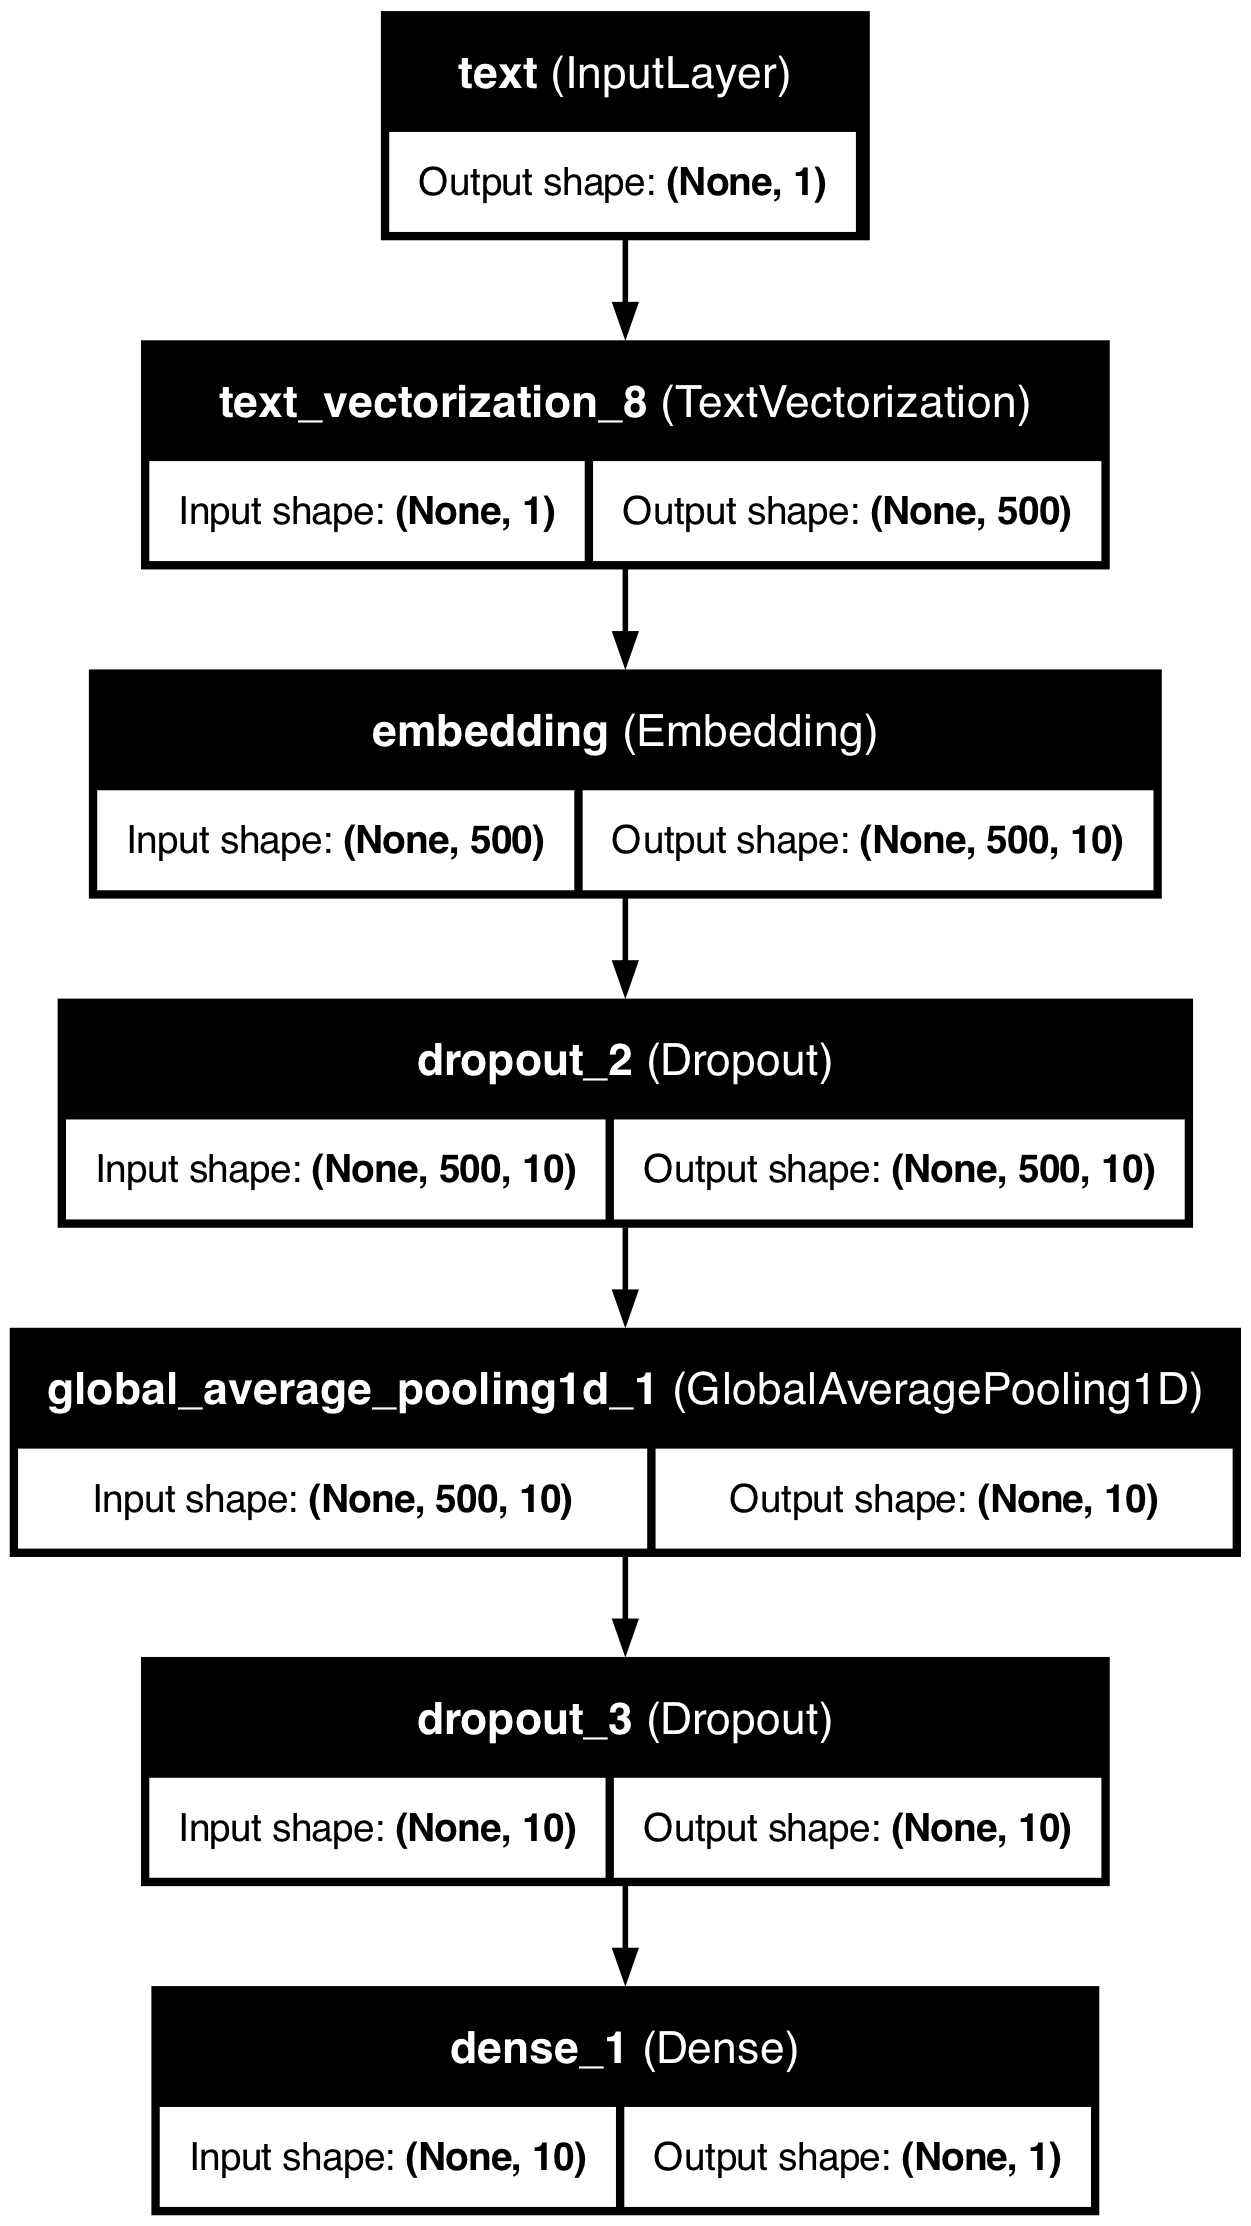 text (InputLayer)
Output shape: (None, 1)
text_vectorization_8 (TextVectorization)
Input shape: (None, 1) Output shape: (None, 500)
embedding (Embedding)
Input shape: (None, 500) Output shape: (None, 500, 10)
dropout_2 (Dropout)
Input shape: (None, 500, 10) Output shape: (None, 500, 10)
global_average_pooling1d_1 (GlobalAveragePooling1D)
Input shape: (None, 500, 10) Output shape: (None, 10)
dropout_3 (Dropout)
Input shape: (None, 10) Output shape: (None, 10)
dense_1 (Dense)
Input shape: (None, 10) Output shape: (None, 1)